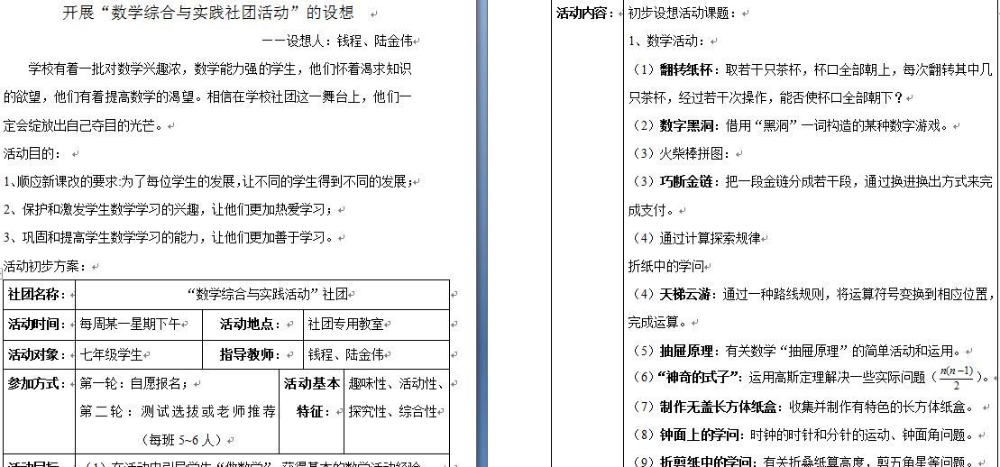 开展“数学综合与实践社团活动”的设想
——设想人：钱程、陆金伟
学校有着一批对数学兴趣浓，数学能力强的学生，他们怀着渴求知识
的欲望，他们有着提高数学的渴望。相信在学校社团这一舞台上，他们一
定会绽放出自己夺目的光芒。
活动目的：
1、顺应新课改的要求:为了每位学生的发展，让不同的学生得到不同的发展；
2、保护和激发学生数学学习的兴趣，让他们更加热爱学习；
3、巩固和提高学生数学学习的能力，让他们更加善于学习。
活动初步方案：
社团名称： “数学综合与实践活动”社团
活动时间： 每周某一星期下午 活动地点： 社团专用教室
活动对象： 七年级学生 指导教师： 钱程、陆金伟
参加方式： 第一轮：自愿报名； 活动基本 趣味性、活动性、
第二轮：测试选拔或老师推荐 特征： 探究性、综合性
（每班 5~6 人）
活动目标 （1）在活动中引导学生“做数学”，获得基本的数学活动经验
活动内容： 初步设想活动课题：
1、数学活动：
（1）翻转纸杯：取若干只茶杯，杯口全部朝上，每次翻转其中几
只茶杯，经过若干次操作，能否使杯口全部朝下？
（2）数字黑洞：借用“黑洞”一词构造的某种数字游戏。
（3）火柴棒拼图：
（3）巧断金链：把一段金链分成若干段，通过换进换出方式来完
成支付。
（4）通过计算探索规律
折纸中的学问
（4）天梯云游：通过一种路线规则，将运算符号变换到相应位置，
完成运算。
（5）抽屉原理：有关数学“抽屉原理”的简单活动和运用。
（6）“神奇的式子”：运用高斯定理解决一些实际问题（n(n−1)/2）。
（7）制作无盖长方体纸盒：收集并制作有特色的长方体纸盒。
（8）钟面上的学问：时钟的时针和分针的运动、钟面角问题。
（9）折剪纸中的学问：有关折叠纸算高度，剪五角星等问题。